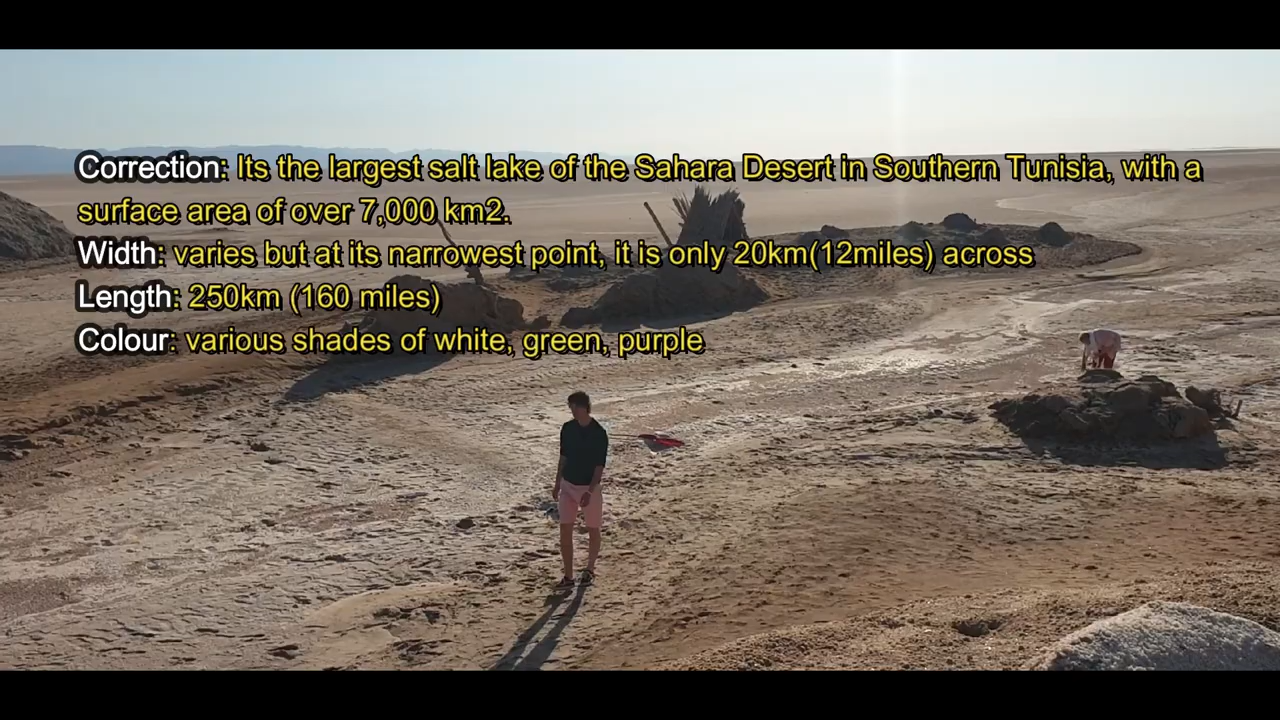 Correction: Its the largest salt lake of the Sahara Desert in Southern Tunisia, with a
surface area of over 7,000 km2.
Width: varies but at its narrowest point, it is only 20km(12miles) across
Length: 250km (160 miles)
Colour: various shades of white, green, purple